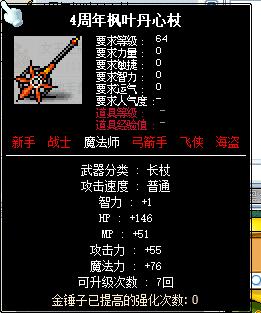 4周年枫叶丹心杖
要求等级 : 64
要求力量 : 0
要求敏捷 : 0
要求智力 : 0
要求运气 : 0
要求人气度 : -
道具等级 : -
道具经验值 : -
新手 战士 魔法师 弓箭手 飞侠 海盗
武器分类 : 长杖
攻击速度 : 普通
智力 : +1
HP : +146
MP : +51
攻击力 : +55
魔法力 : +76
可升级次数 : 7回
金锤子已提高的强化次数: 0